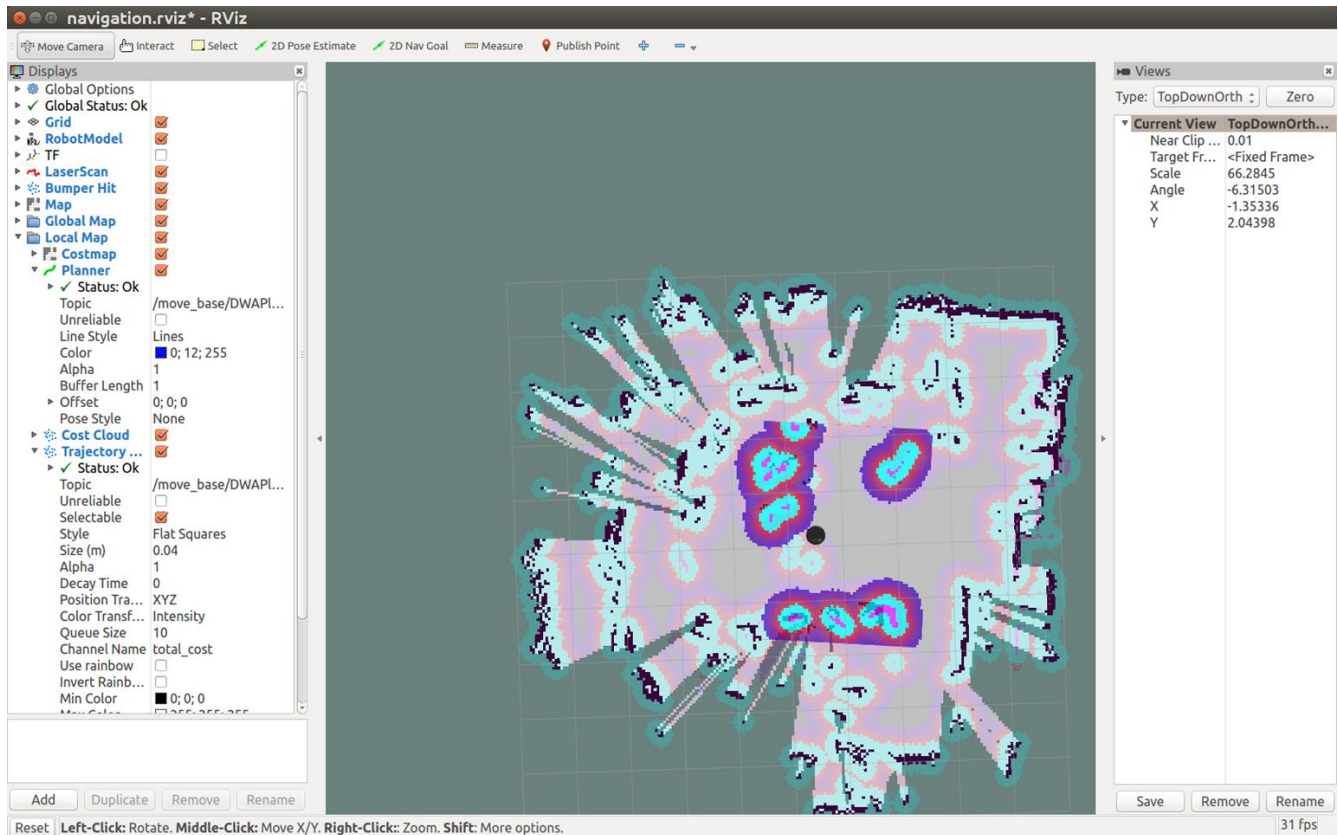 navigation.rviz* - RViz
Move Camera Interact Select 2D Pose Estimate 2D Nav Goal Measure Publish Point
Displays
Global Options
Global Status: Ok
Grid
RobotModel
TF
LaserScan
Bumper Hit
Map
Global Map
Local Map
Costmap
Planner
Status: Ok
Topic /move_base/DWAPl...
Unreliable
Line Style Lines
Color 0; 12; 255
Alpha 1
Buffer Length 1
Offset 0; 0; 0
Pose Style None
Cost Cloud
Trajectory ...
Status: Ok
Topic /move_base/DWAPl...
Unreliable
Selectable
Style Flat Squares
Size (m) 0.04
Alpha 1
Decay Time 0
Position Tra... XYZ
Color Transf... Intensity
Queue Size 10
Channel Name total_cost
Use rainbow
Invert Rainb...
Min Color 0; 0; 0
Max Color 255; 255; 255
Add Duplicate Remove Rename
Views
Type: TopDownOrth Zero
Current View TopDownOrth...
Near Clip ... 0.01
Target Fr... <Fixed Frame>
Scale 66.2845
Angle -6.31503
X -1.35336
Y 2.04398
Save Remove Rename
Reset Left-Click: Rotate. Middle-Click: Move X/Y. Right-Click:: Zoom. Shift: More options. 31 fps